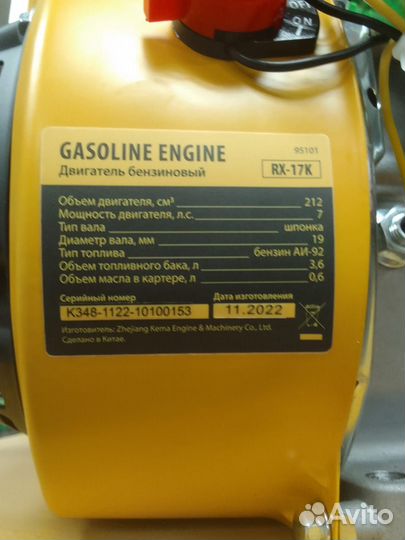 OFF
ON
95101
GASOLINE ENGINE
Двигатель бензиновый
RX-17K
Объем двигателя, см³ 212
Мощность двигателя, л.с. 7
Тип вала шпонка
Диаметр вала, мм 19
Тип топлива бензин АИ-92
Объем топливного бака, л 3,6
Объем масла в картере, л 0,6
Серийный номер Дата изготовления
K348-1122-10100153 11.2022
Изготовитель: Zhejiang Kema Engine & Machinery Co., Ltd.
Сделано в Китае.
Avito